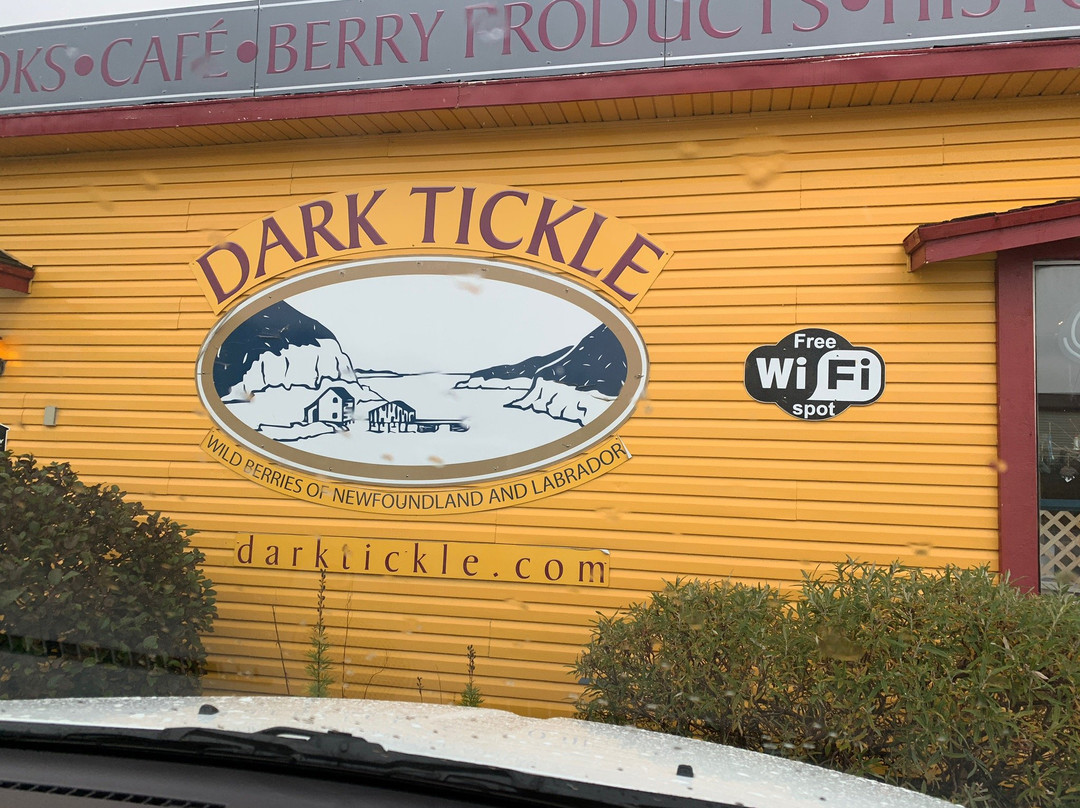 CAFÉ • BERRY PRODUCTS •
DARK TICKLE
WILD BERRIES OF NEWFOUNDLAND AND LABRADOR
darktickle.com
Free
WiFi
spot